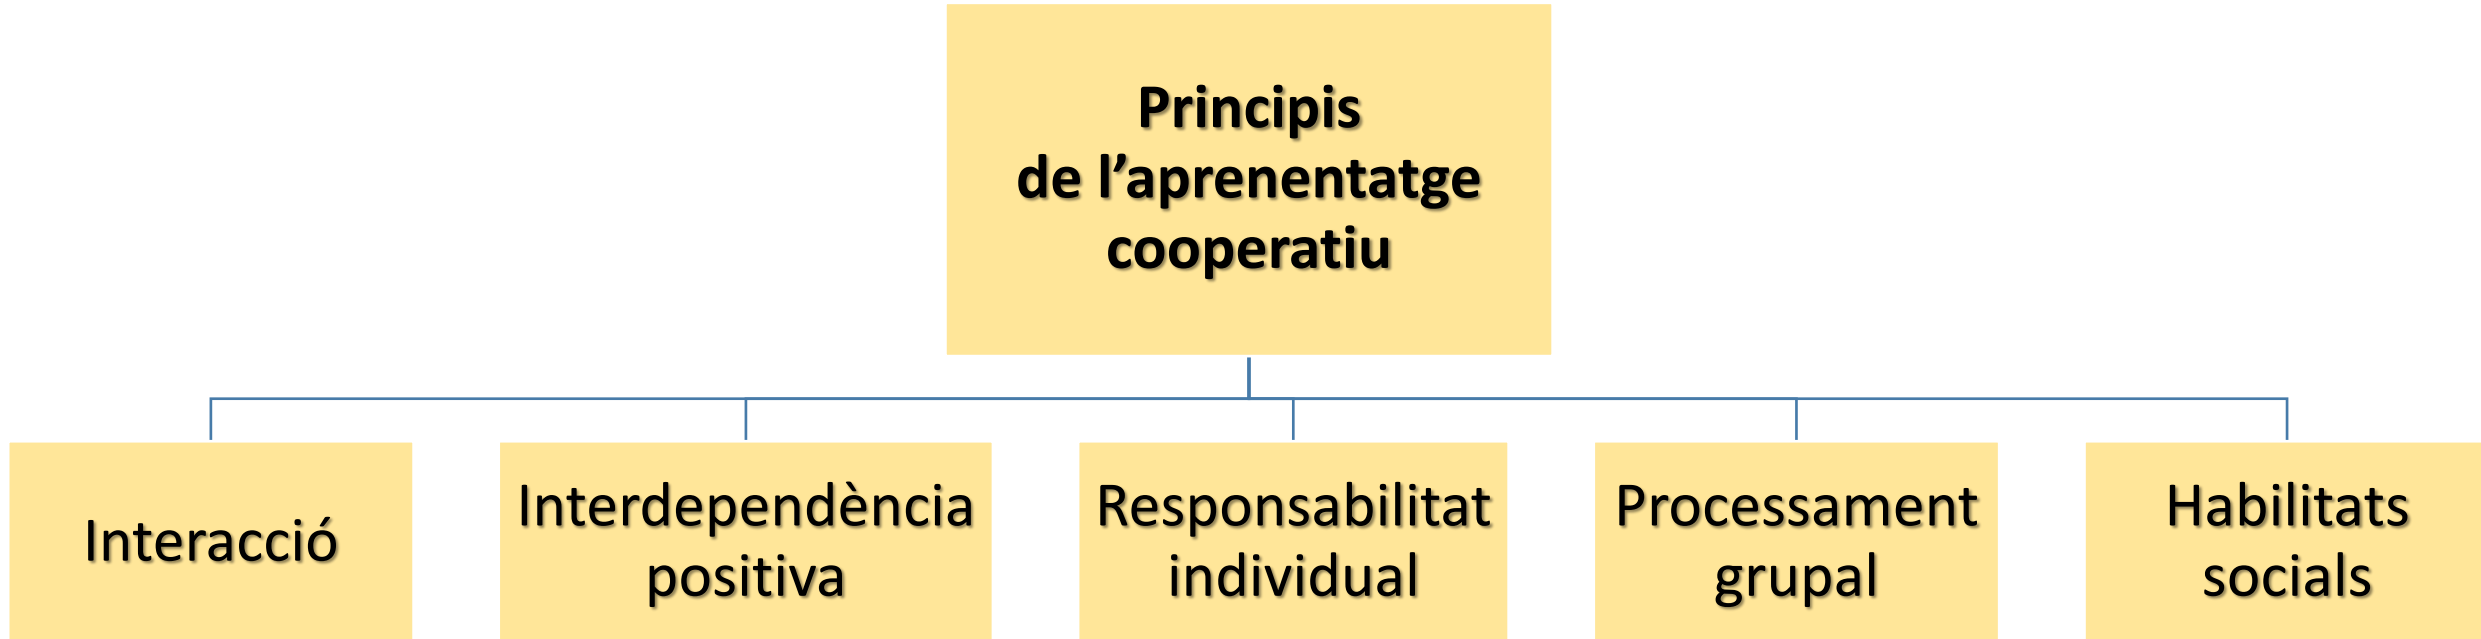 Principis
de l’aprenentatge
cooperatiu
Interacció
Interdependència
positiva
Responsabilitat
individual
Processament
grupal
Habilitats
socials